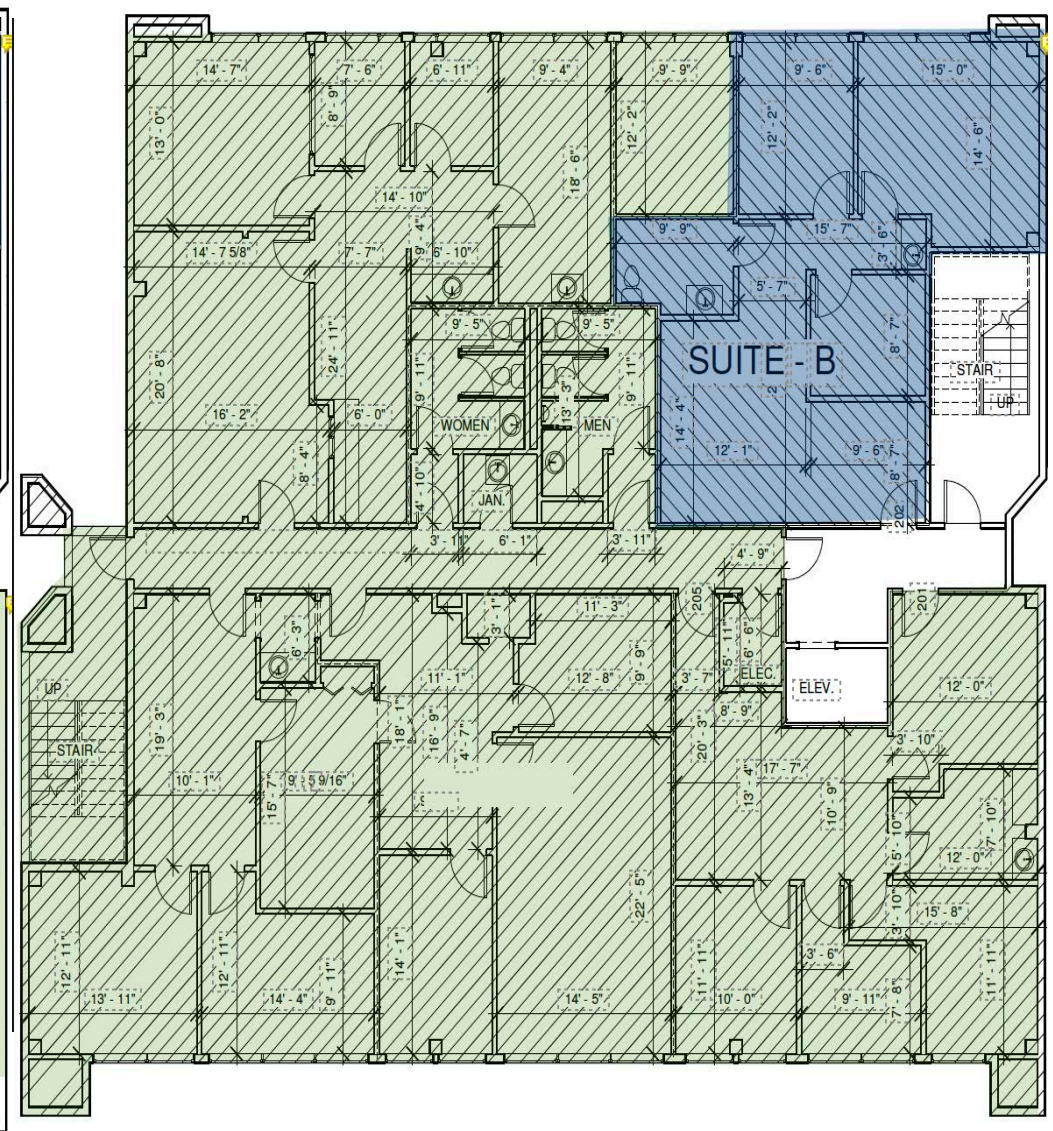 14' - 7"
7' - 6"
6' - 11"
9' - 4"
9' - 9"
9' - 6"
15' - 0"
13' - 0"
8' - 9"
12' - 2"
12' - 2"
14' - 6"
18' - 6"
14' - 10"
9' - 4"
14' - 7 5/8"
7' - 7"
6' - 10"
9' - 9"
15' - 7"
3' - 6"
5' - 7"
9' - 5"
9' - 5"
24' - 11"
20' - 8"
9' - 11"
13' - 3"
9' - 11"
8' - 7"
SUITE - B
STAIR
UP
16' - 2"
6' - 0"
WOMEN
MEN
14' - 4"
12' - 1"
9' - 6"
8' - 7"
8' - 4"
4' - 10"
JAN.
202
3' - 11"
6' - 1"
3' - 11"
4' - 9"
205
201
11' - 3"
3' - 1"
6' - 3"
5' - 11"
6' - 6"
ELEC.
UP
STAIR
11' - 1"
12' - 8"
9' - 9"
3' - 7"
8' - 9"
ELEV.
12' - 0"
19' - 3"
18' - 1"
16' - 9"
4' - 7"
20' - 3"
3' - 10"
10' - 1"
9' - 5 9/16"
15' - 7"
17' - 7"
13' - 4"
10' - 9"
5' - 10"
7' - 10"
12' - 0"
12' - 11"
12' - 11"
9' - 11"
14' - 1"
22' - 5"
11' - 11"
3' - 10"
15' - 8"
3' - 6"
11' - 11"
13' - 11"
14' - 4"
14' - 5"
10' - 0"
9' - 11"
7' - 8"